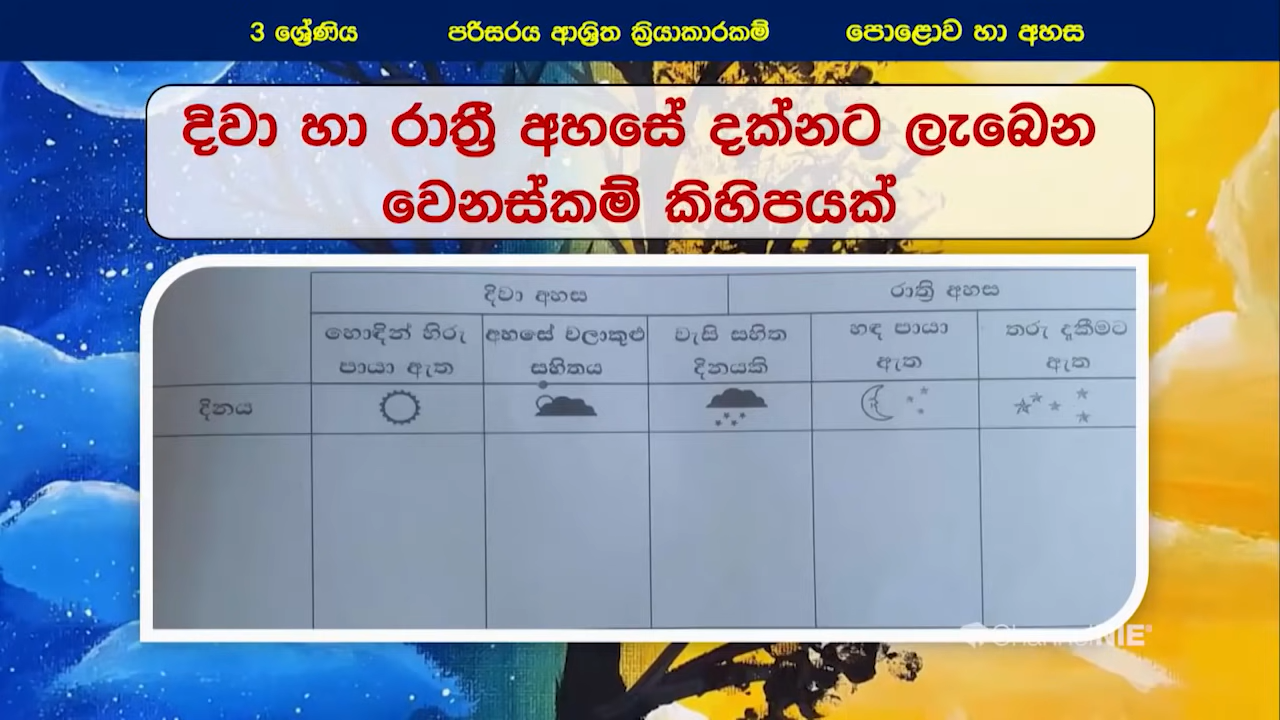 3 ශ්‍රේණිය පරිසරය ආශ්‍රිත ක්‍රියාකාරකම් පොළොව හා අහස
දිවා හා රාත්‍රී අහසේ දක්නට ලැබෙන
වෙනස්කම් කිහිපයක්
දිවා අහස රාත්‍රි අහස
හොඳින් හිරු අහසේ වලාකුළු වැසි සහිත හඳ පායා තරු දැකීමට
පායා ඇත සහිතය දිනයකි ඇත ඇත
දිනය
ChannelNIE